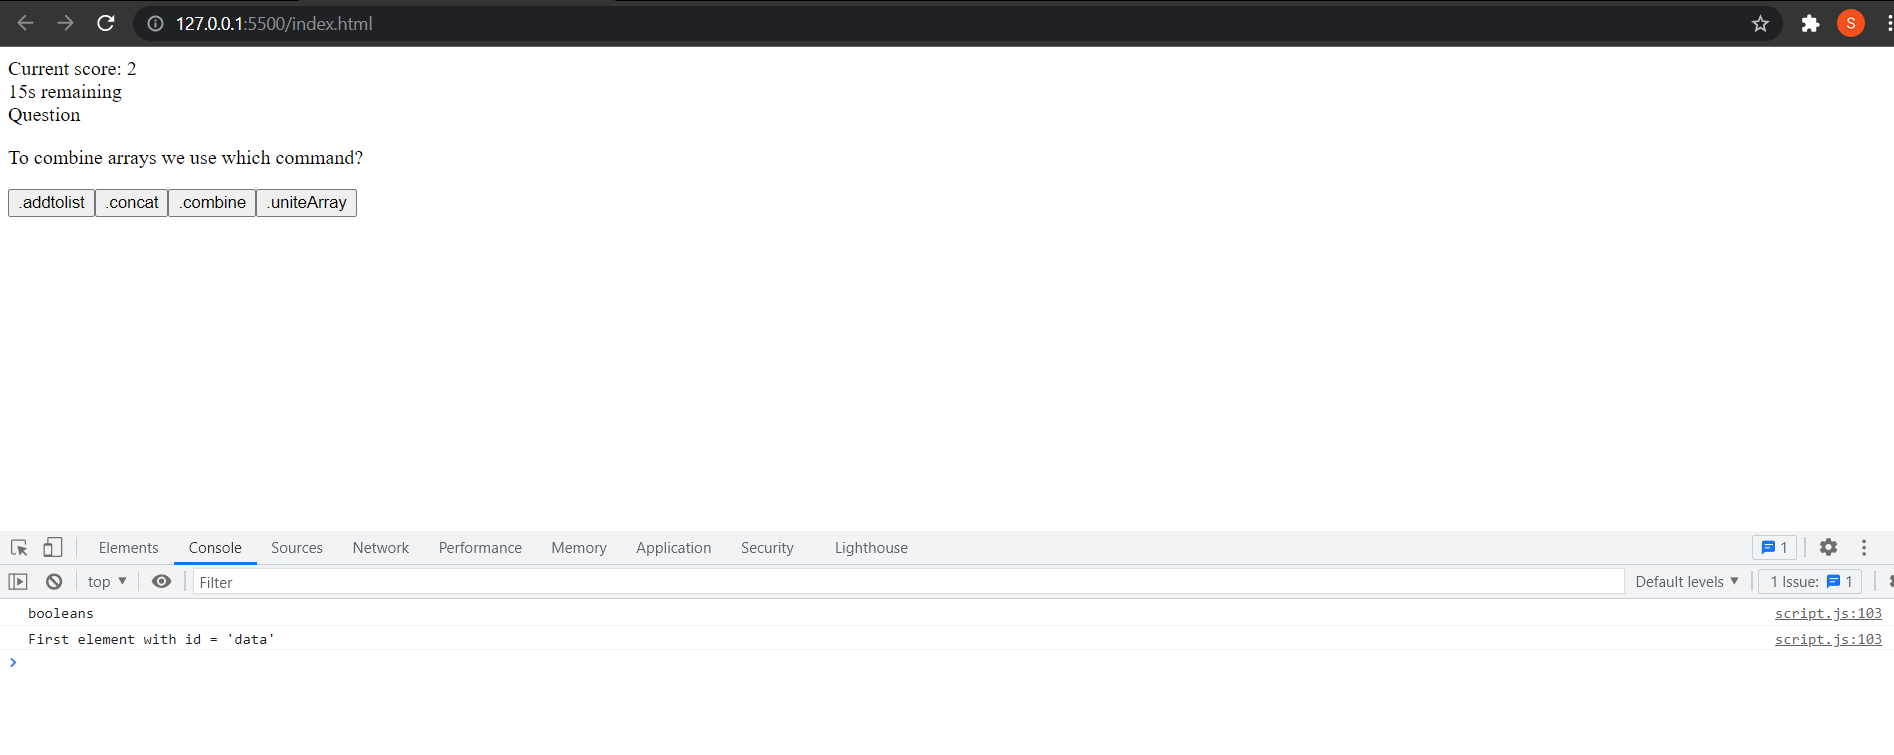 127.0.0.1:5500/index.html S
Current score: 2
15s remaining
Question
To combine arrays we use which command?
.addtolist .concat .combine .uniteArray
Elements Console Sources Network Performance Memory Application Security Lighthouse 1
top Filter Default levels 1 Issue: 1
booleans script.js:103
First element with id = 'data' script.js:103